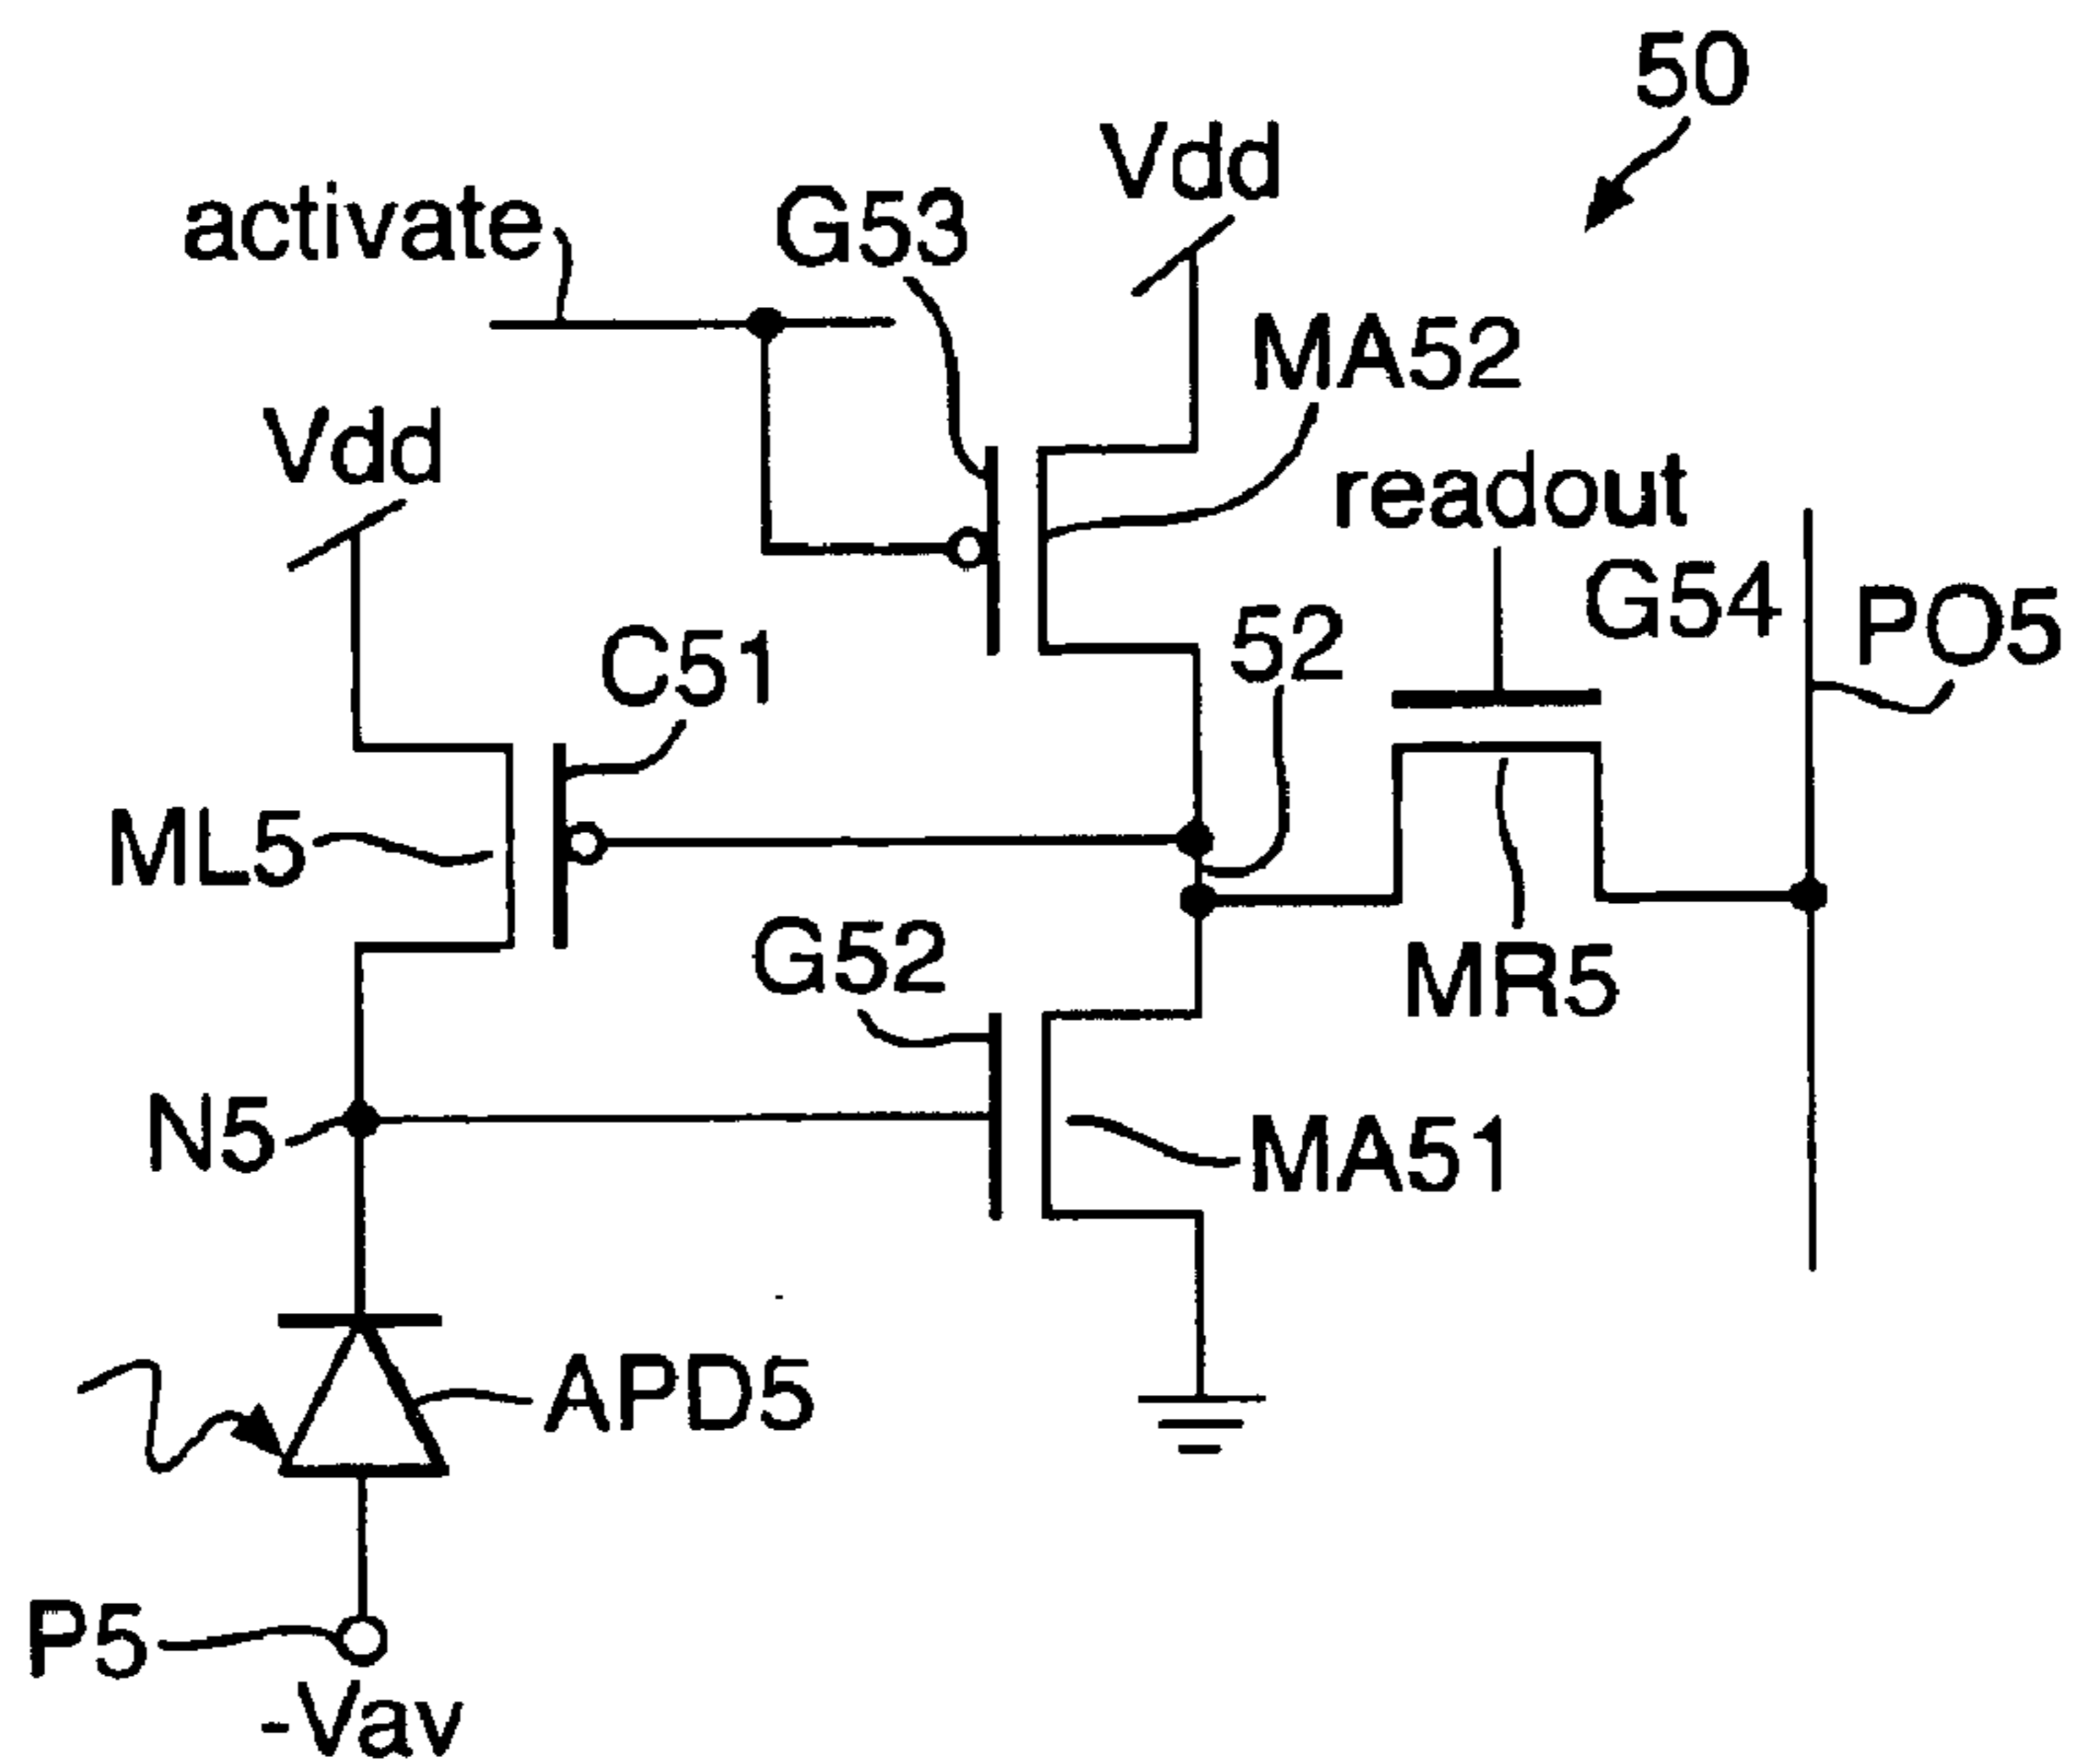 50
Vdd
activate
G53
MA52
Vdd
readout
G54
PO5
C51
52
ML5
G52
MR5
N5
MA51
APD5
P5
-Vav